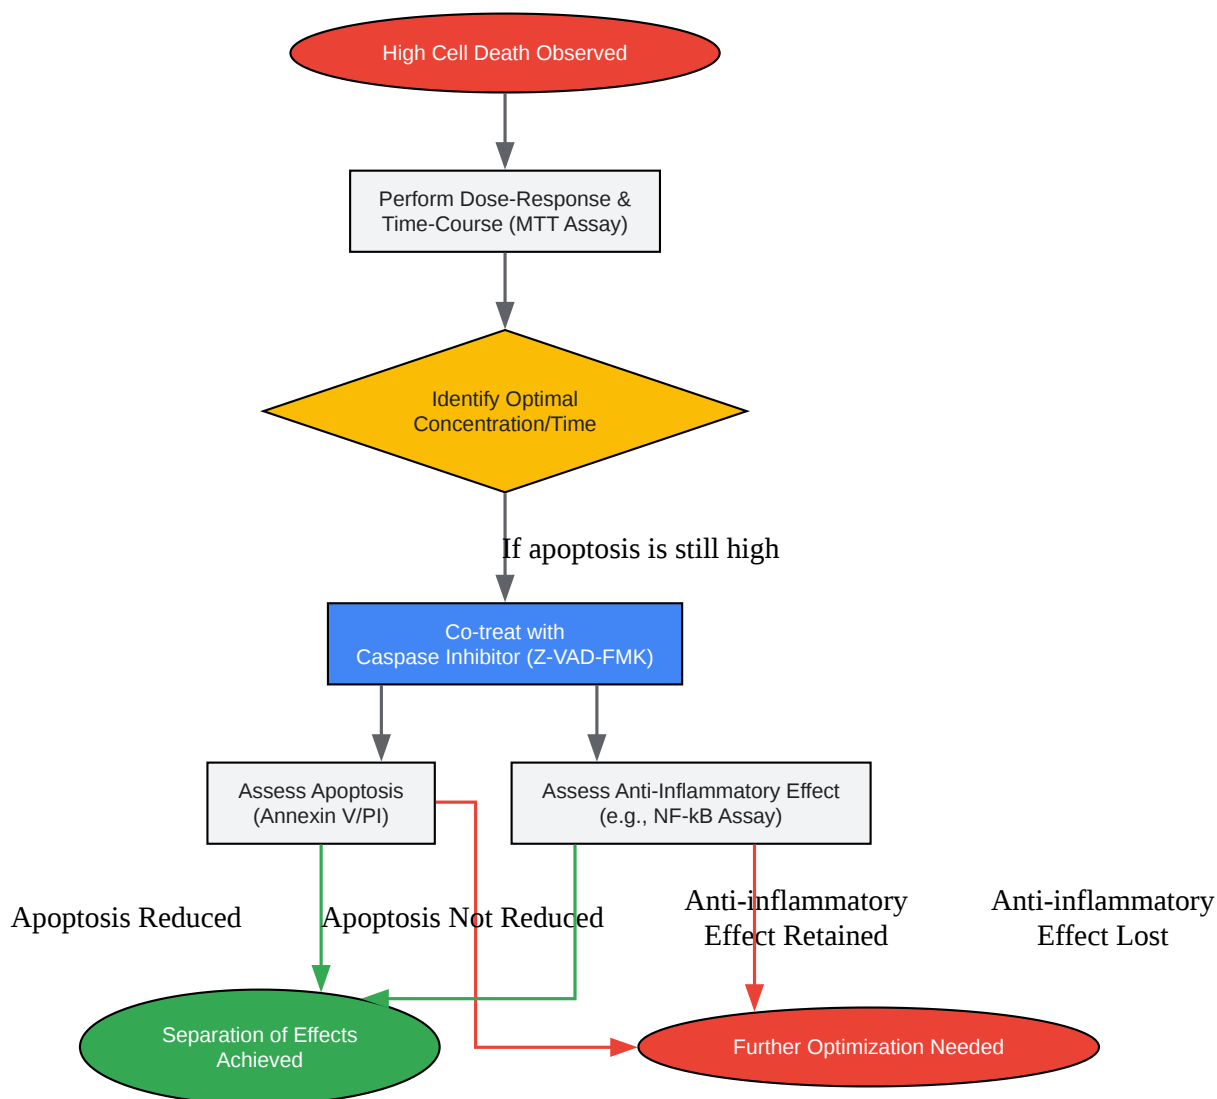 High Cell Death Observed
Perform Dose-Response &
Time-Course (MTT Assay)
Identify Optimal
Concentration/Time
If apoptosis is still high
Co-treat with
Caspase Inhibitor (Z-VAD-FMK)
Assess Apoptosis
(Annexin V/PI)
Assess Anti-Inflammatory Effect
(e.g., NF-kB Assay)
Apoptosis Reduced
Apoptosis Not Reduced
Anti-inflammatory
Effect Retained
Anti-inflammatory
Effect Lost
Separation of Effects
Achieved
Further Optimization Needed